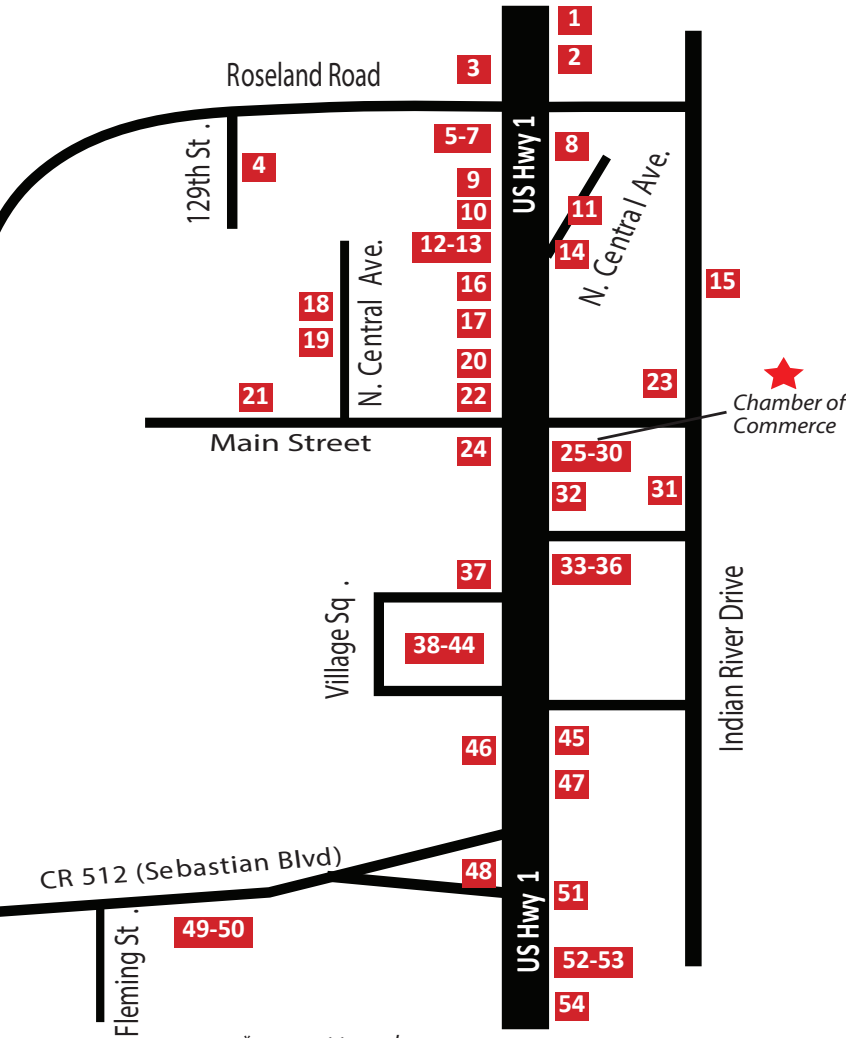 1
2
3
Roseland Road
US Hwy 1
5-7
8
129th St .
4
9
10
11
N. Central Ave.
12-13
14
15
16
N. Central Ave.
18
17
19
20
21
22
23
Chamber of
Commerce
Main Street
24
25-30
32
31
37
33-36
Village Sq .
38-44
Indian River Drive
46
45
47
CR 512 (Sebastian Blvd)
48
US Hwy 1
51
49-50
Fleming St .
52-53
54